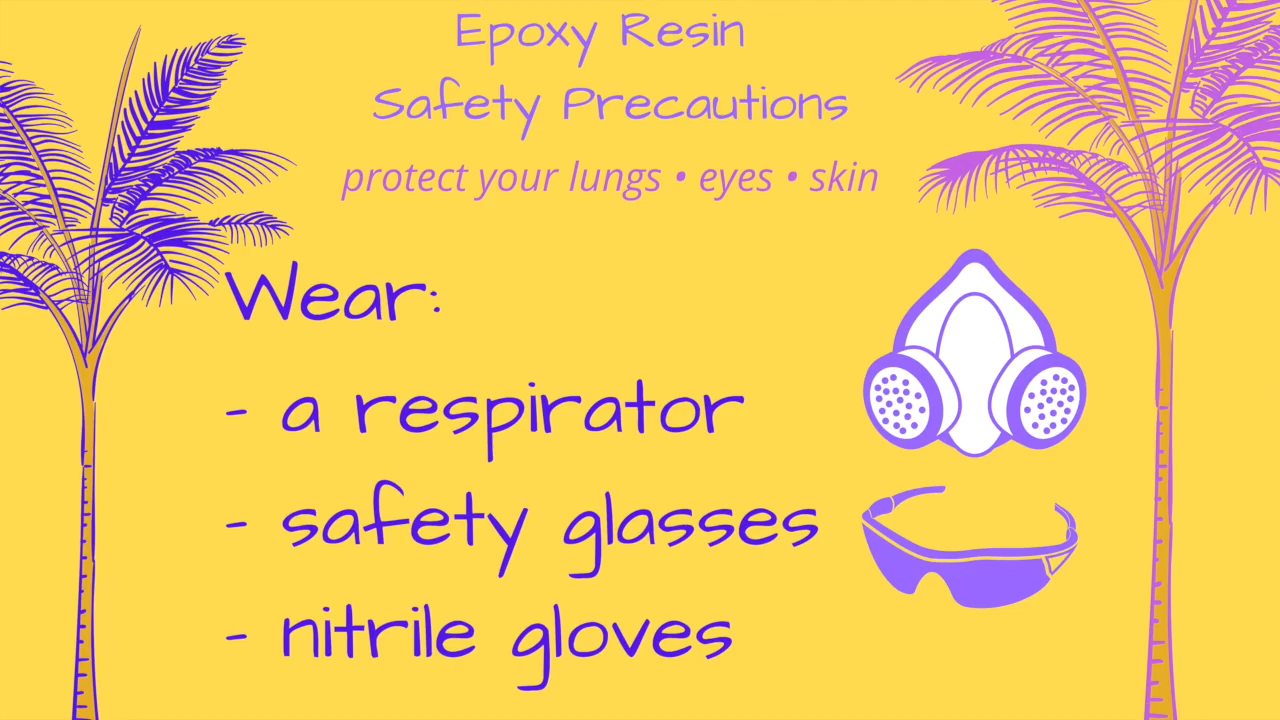 Epoxy Resin
Safety Precautions
protect your lungs • eyes • skin
Wear:
- a respirator
- safety glasses
- nitrile gloves